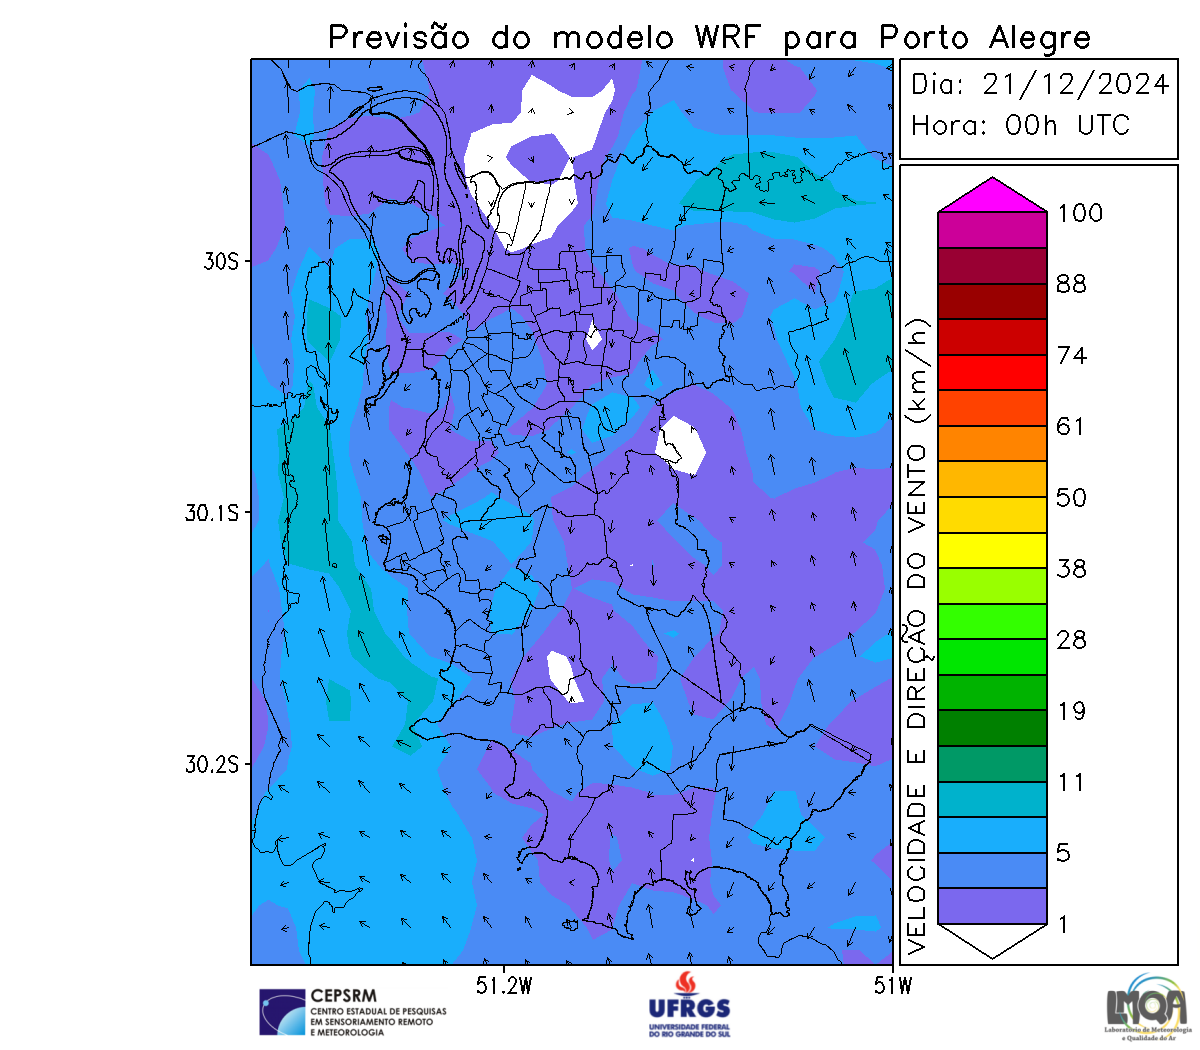 Previsão do modelo WRF para Porto Alegre
Dia: 21/12/2024
Hora: 00h UTC
30S
30.1S
30.2S
51.2W
51W
VELOCIDADE E DIREÇÃO DO VENTO (km/h)
100
88
74
61
50
38
28
19
11
5
1
CEPSRM
CENTRO ESTADUAL DE PESQUISAS
EM SENSORIAMENTO REMOTO
E METEOROLOGIA
UFRGS
UNIVERSIDADE FEDERAL
DO RIO GRANDE DO SUL
LMQA
Laboratório de Meteorologia
e Qualidade do Ar